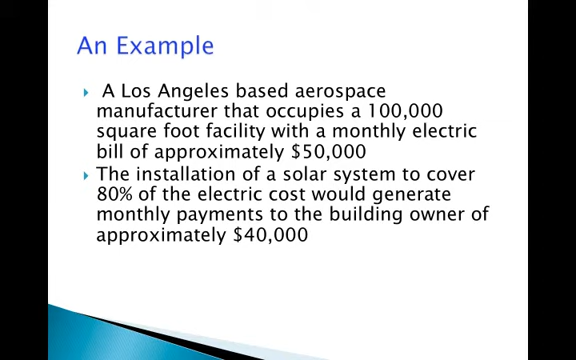 An Example
A Los Angeles based aerospace
manufacturer that occupies a 100,000
square foot facility with a monthly electric
bill of approximately $50,000
The installation of a solar system to cover
80% of the electric cost would generate
monthly payments to the building owner of
approximately $40,000